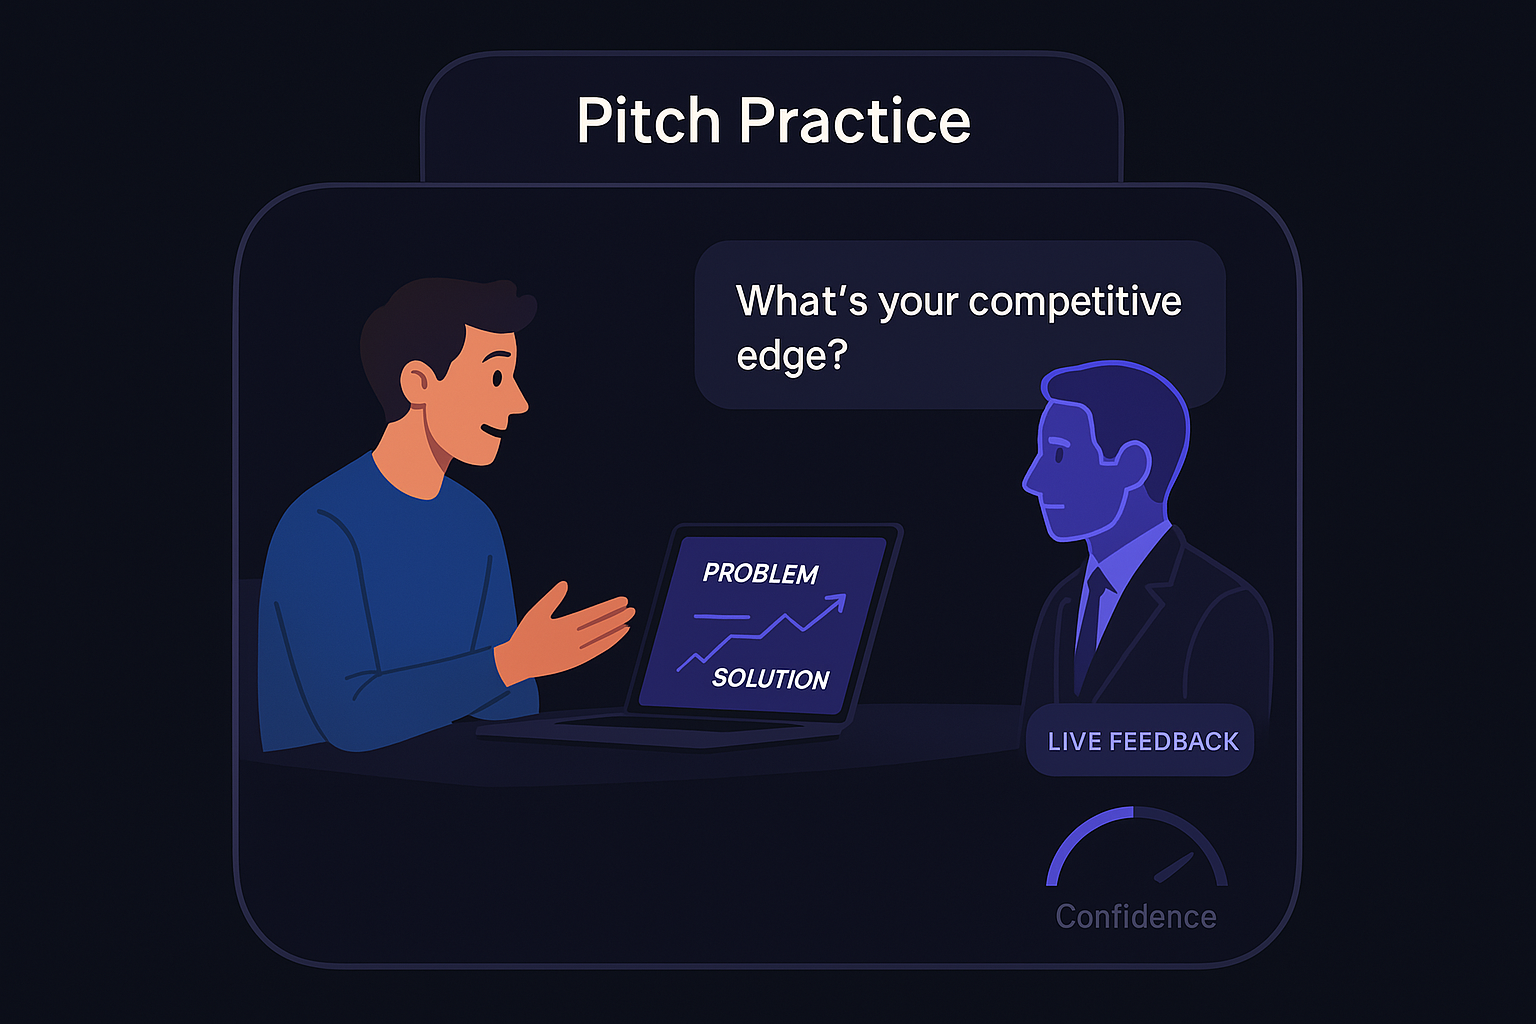 Pitch Practice
What's your competitive
edge?
PROBLEM
SOLUTION
LIVE FEEDBACK
Confidence